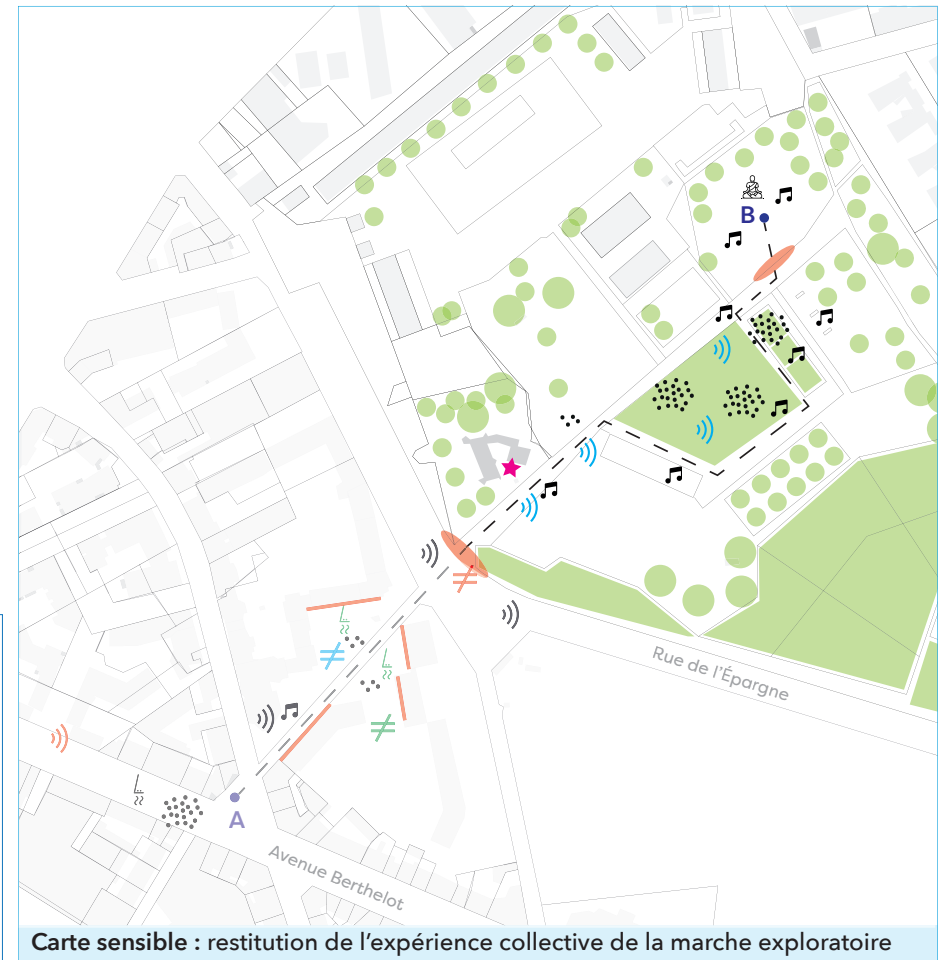 B
Rue de l'Épargne
A
Avenue Berthelot
Carte sensible : restitution de l'expérience collective de la marche exploratoire